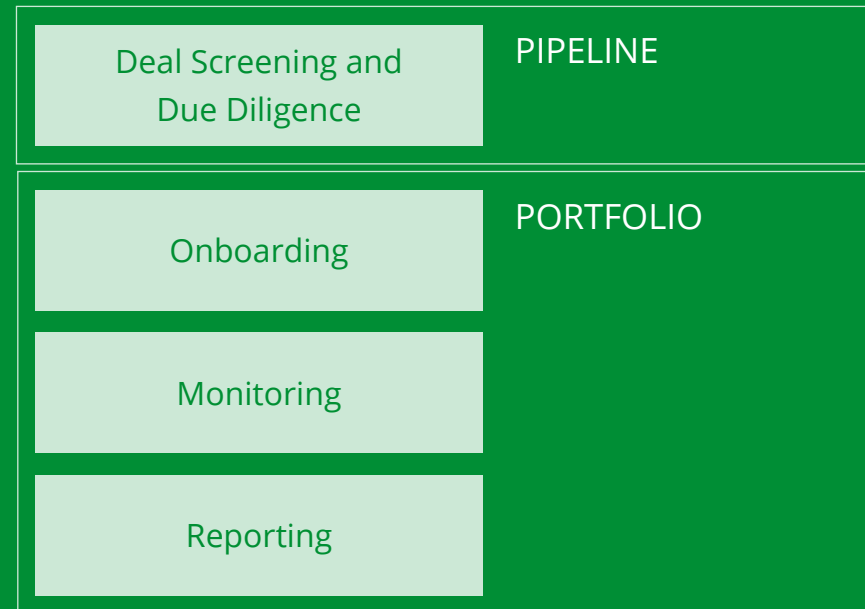 Deal Screening and
Due Diligence
PIPELINE
Onboarding
PORTFOLIO
Monitoring
Reporting